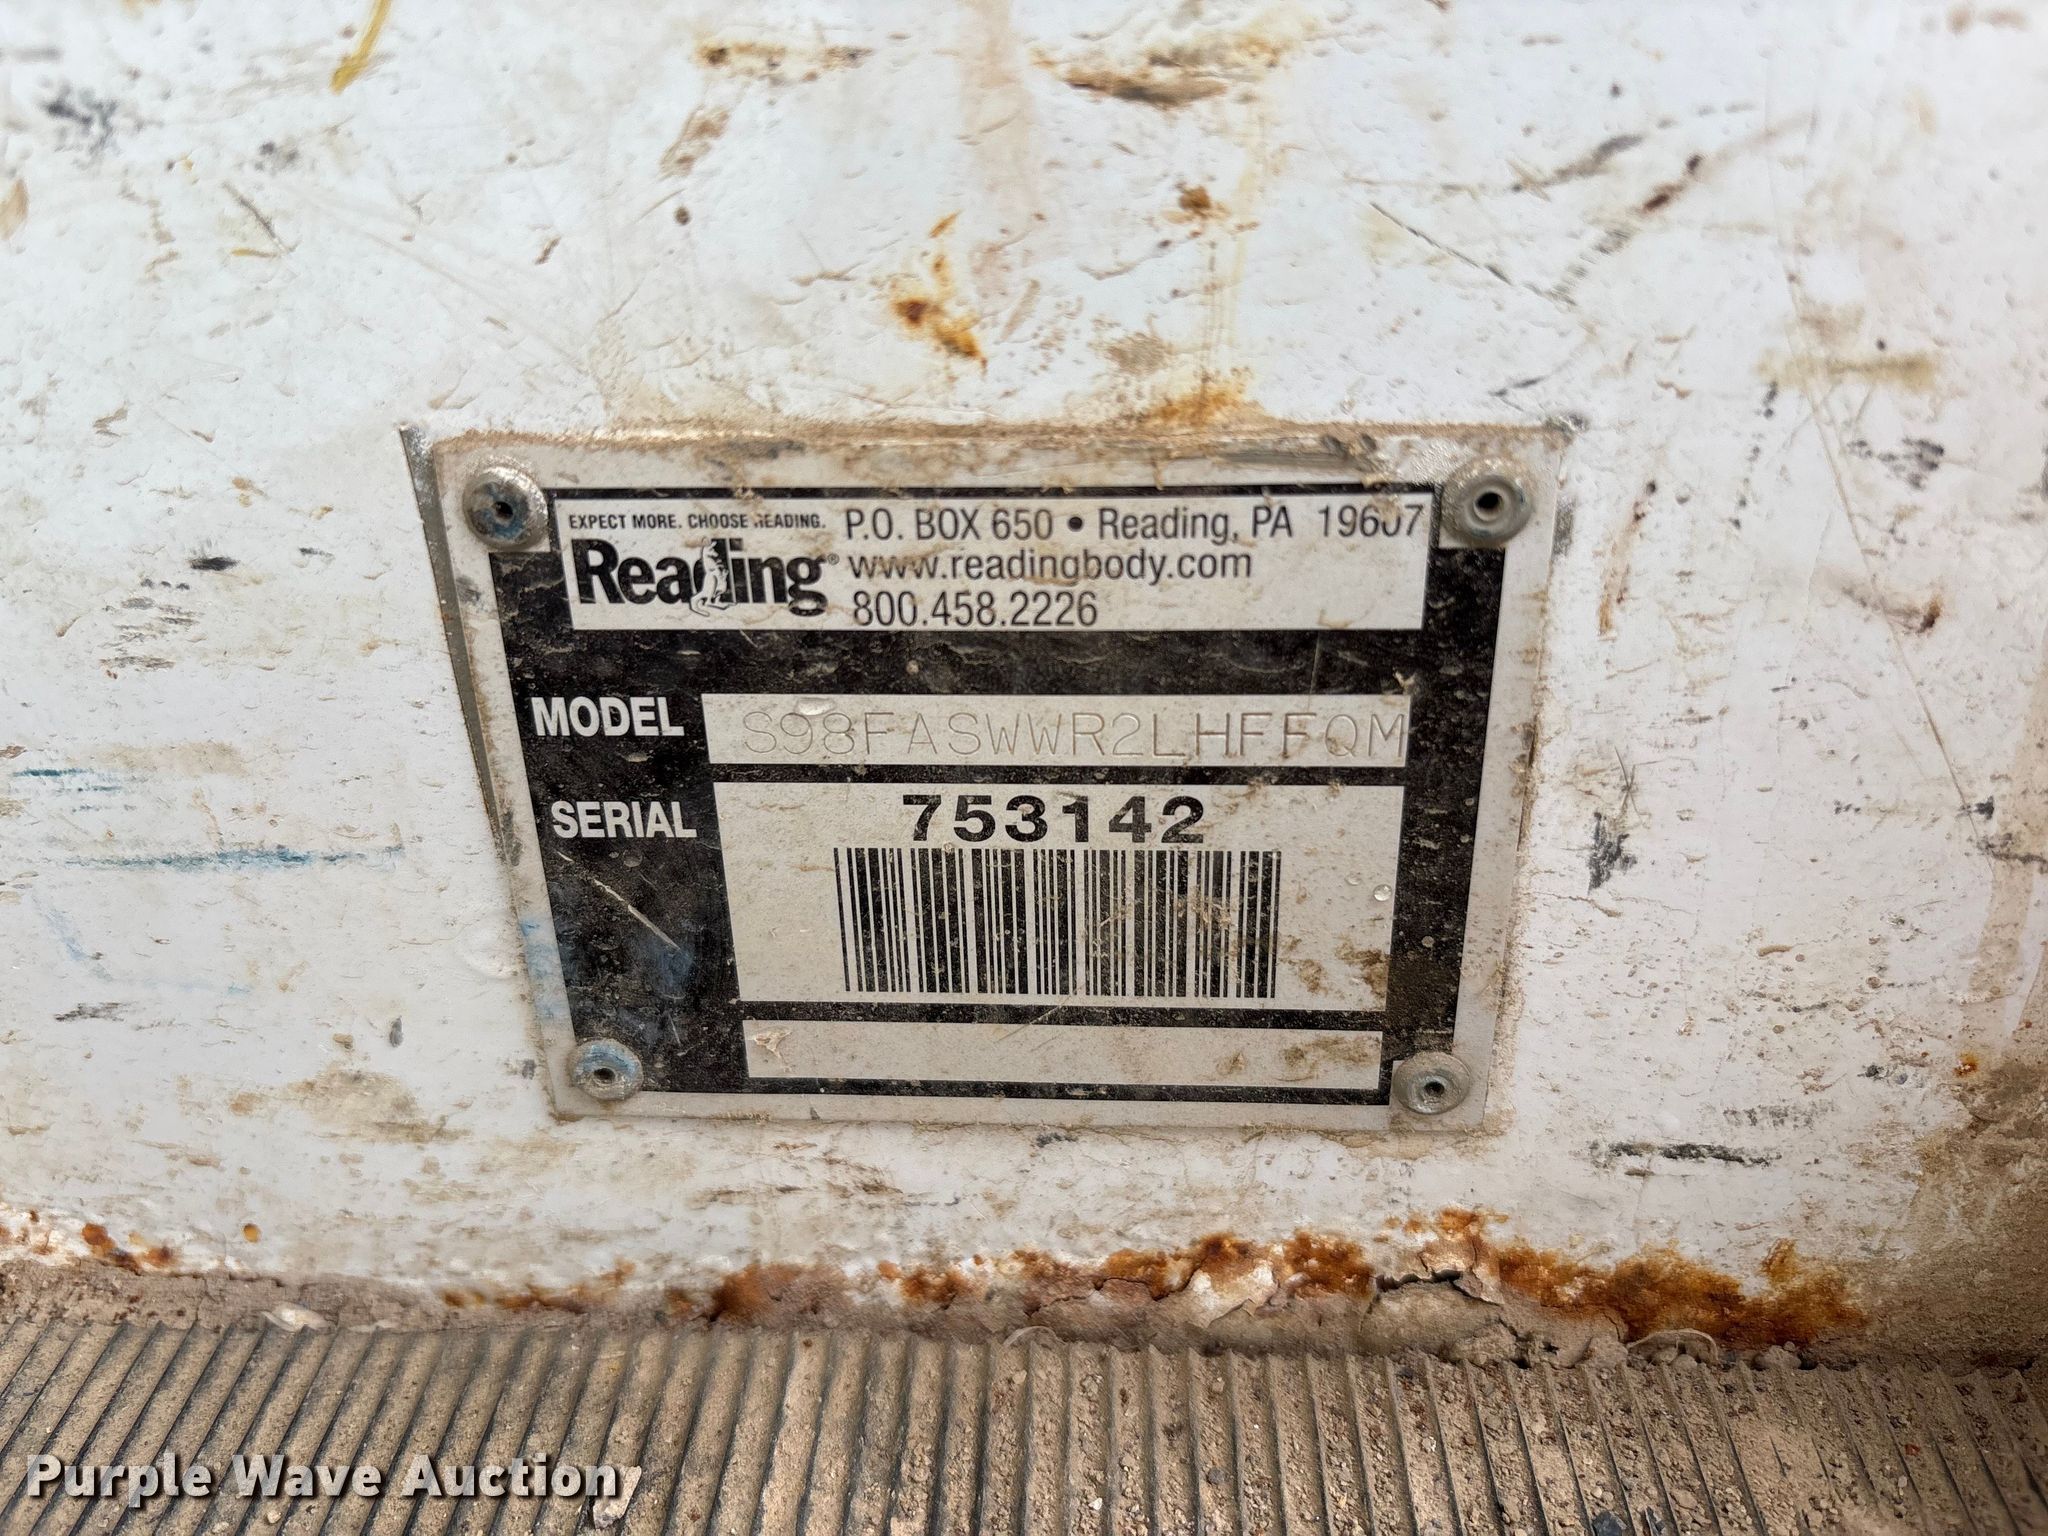 EXPECT MORE. CHOOSE READING.
Reading®
P.O. BOX 650 • Reading, PA 19607
www.readingbody.com
800.458.2226
MODEL S98FASWWR2LHFFQM
SERIAL 753142
Purple Wave Auction